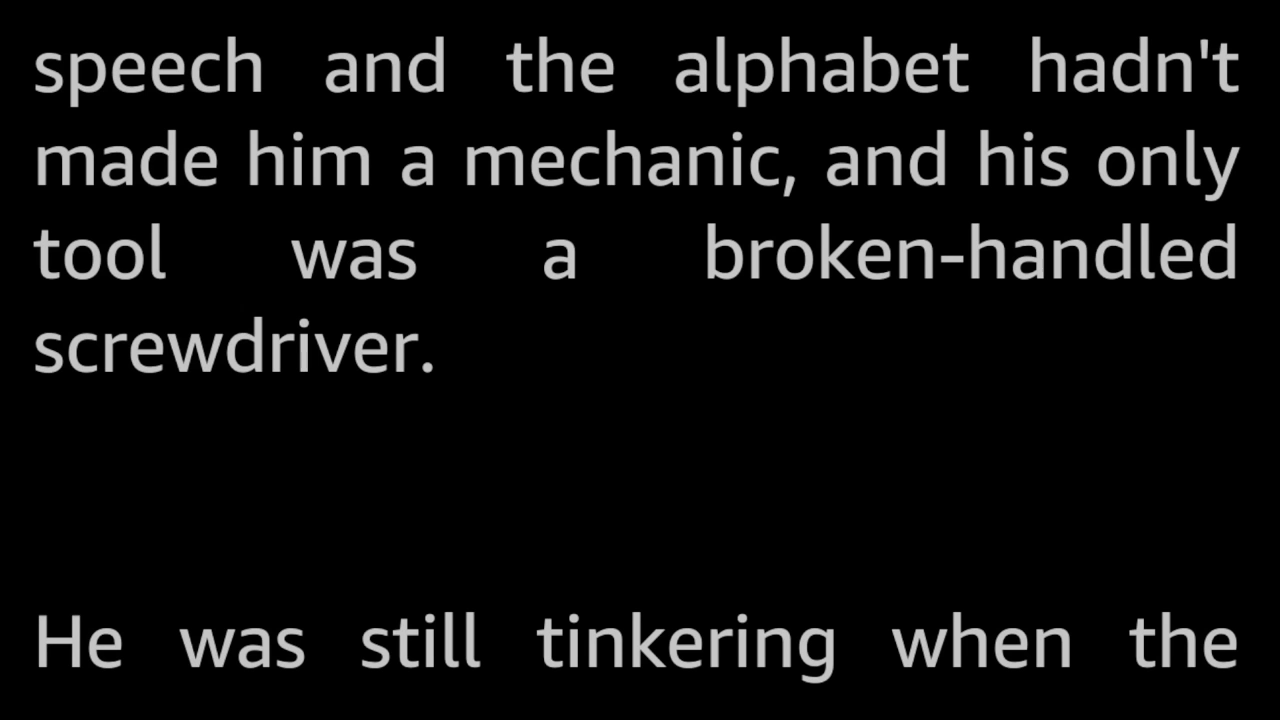 speech and the alphabet hadn't
made him a mechanic, and his only
tool was a broken-handled
screwdriver.
He was still tinkering when the